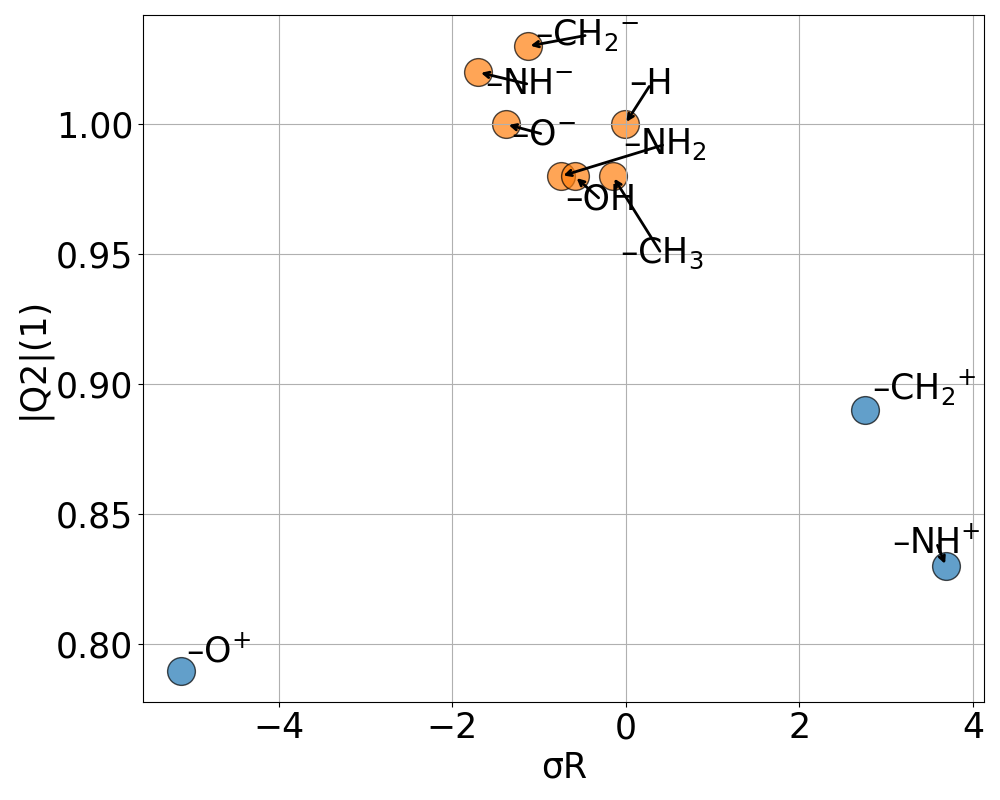 –CH₂⁻
–NH⁻
–H
–O⁻
–NH₂
–OH
–CH₃
–CH₂⁺
–NH⁺
–O⁺
1.00
0.95
0.90
0.85
0.80
|Q2|(1)
−4
−2
0
2
4
σR